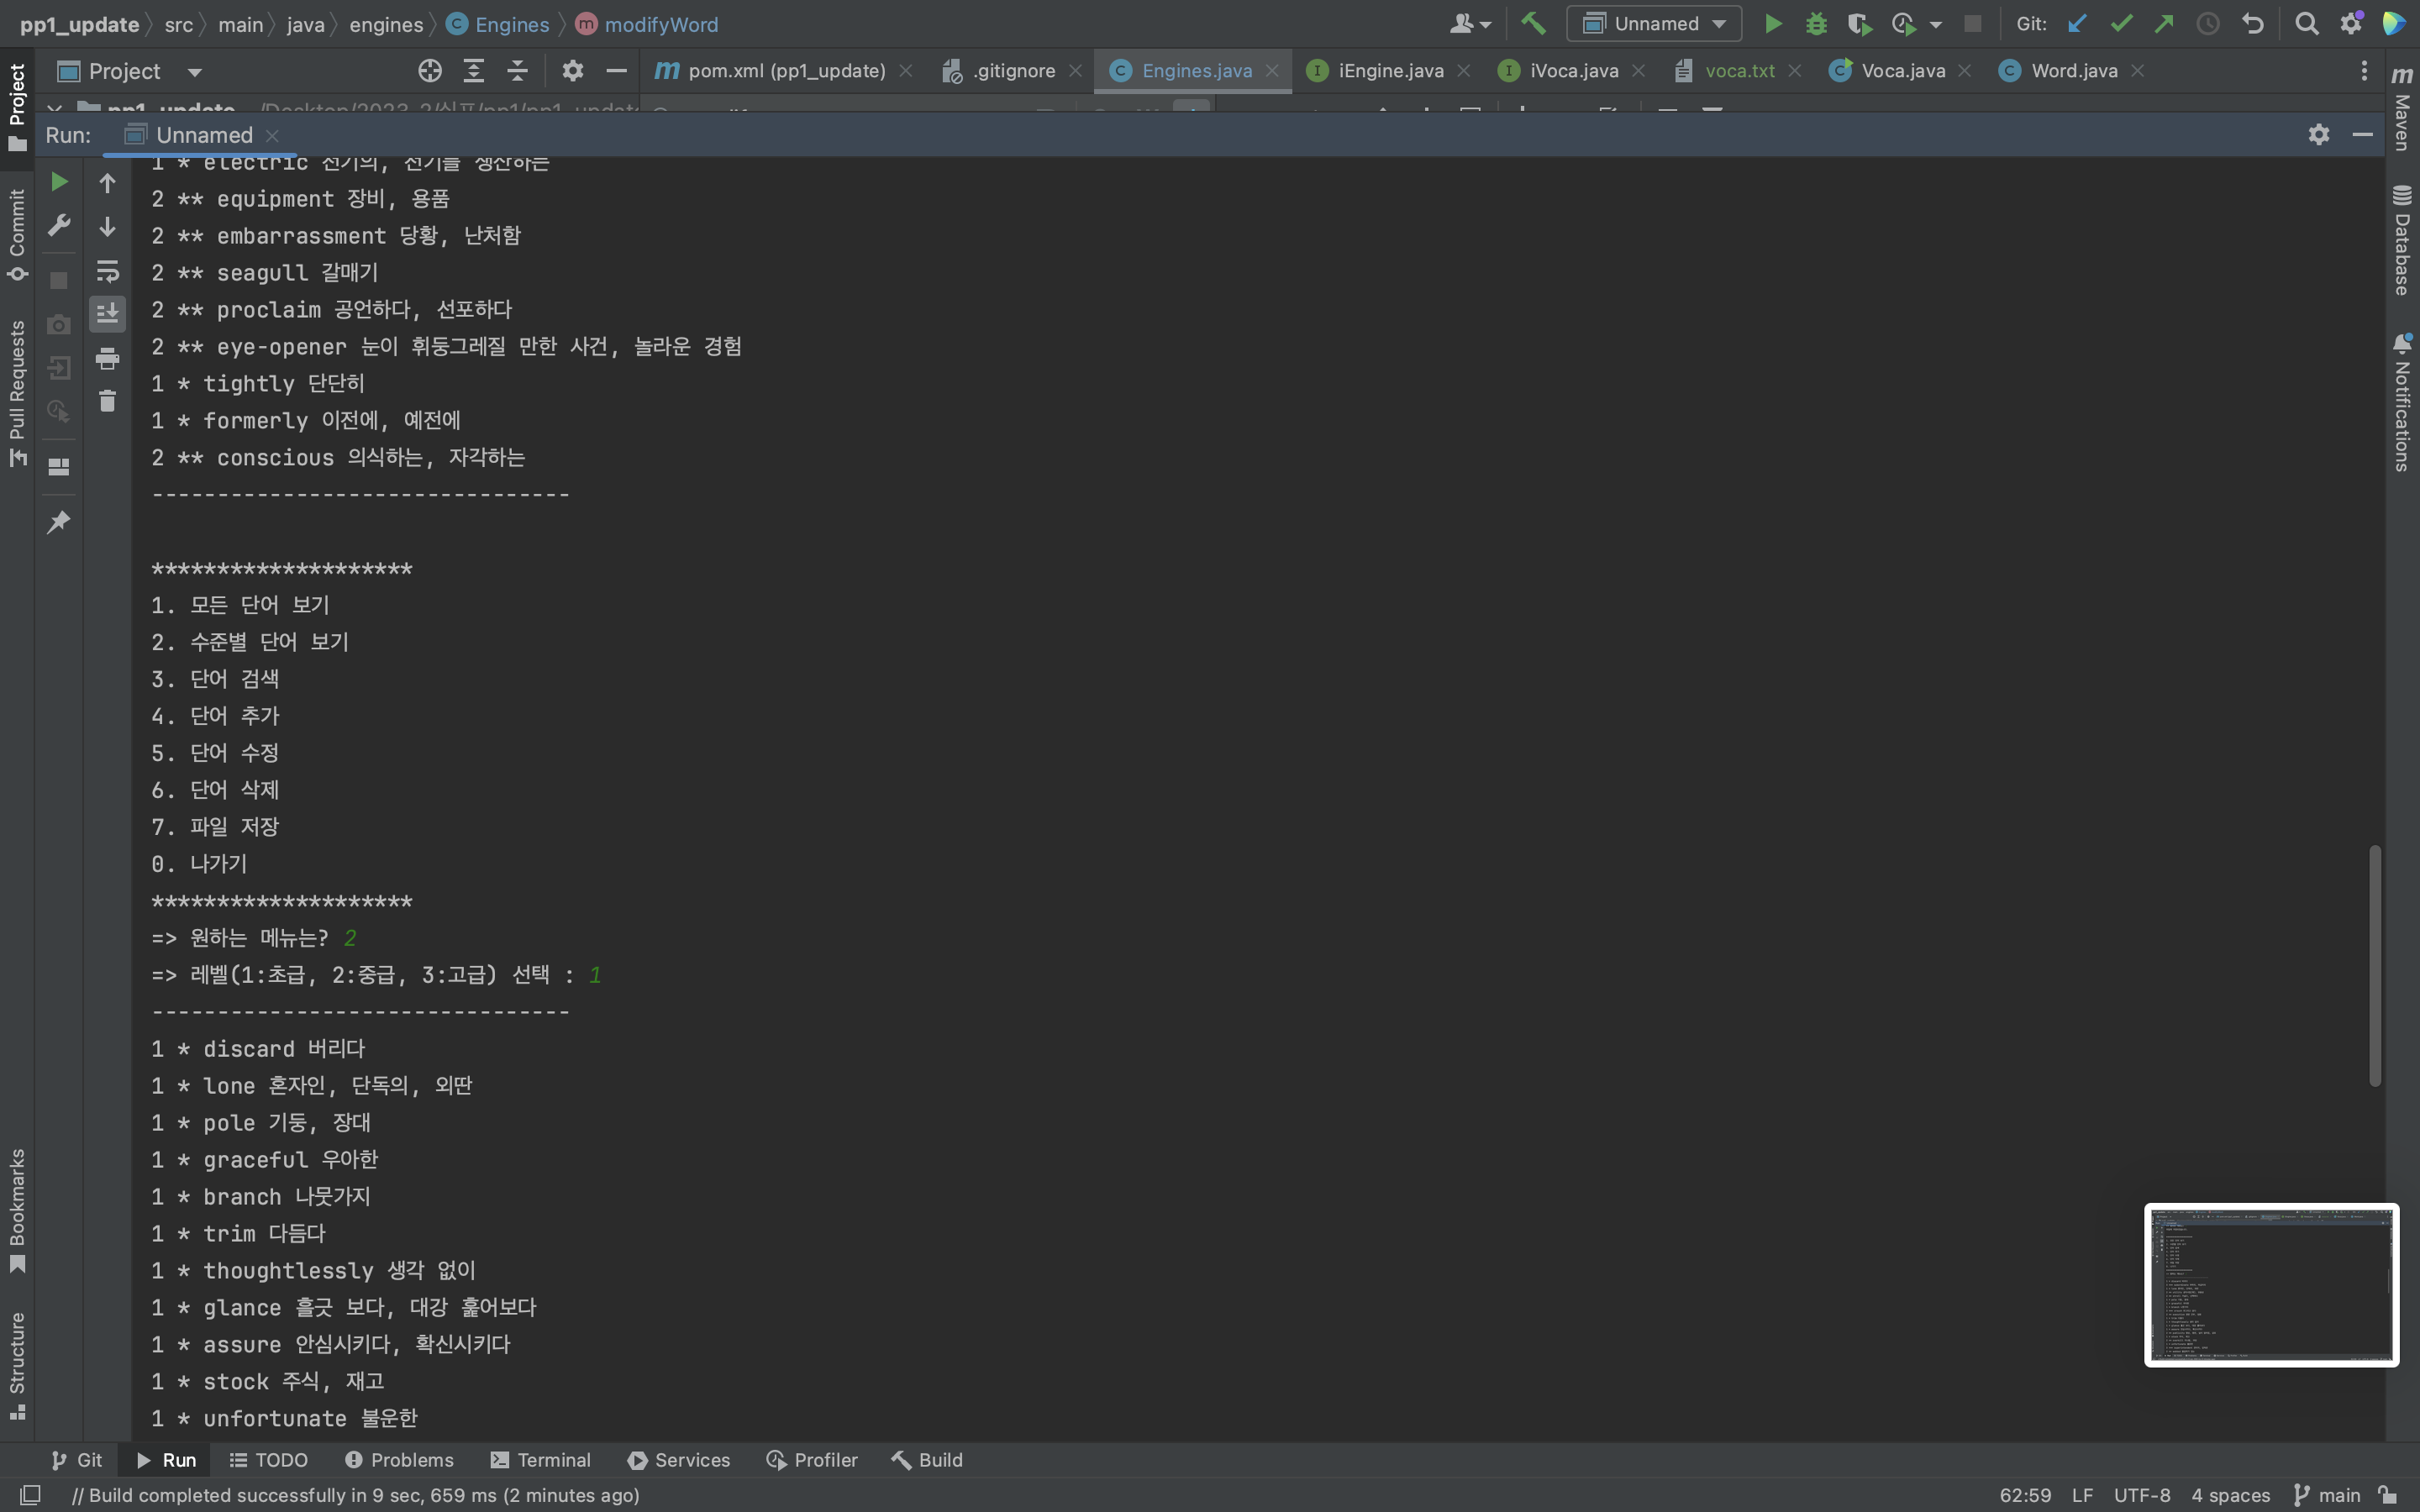 pp1_update src main java engines Engines modifyWord Unnamed Git:
Project pom.xml (pp1_update) .gitignore Engines.java iEngine.java iVoca.java voca.txt Voca.java Word.java
Run: Unnamed
1 * electric 전기의, 전기를 생산하는
2 ** equipment 장비, 용품
2 ** embarrassment 당황, 난처함
2 ** seagull 갈매기
2 ** proclaim 공언하다, 선포하다
2 ** eye-opener 눈이 휘둥그레질 만한 사건, 놀라운 경험
1 * tightly 단단히
1 * formerly 이전에, 예전에
2 ** conscious 의식하는, 자각하는
--------------------------------
********************
1. 모든 단어 보기
2. 수준별 단어 보기
3. 단어 검색
4. 단어 추가
5. 단어 수정
6. 단어 삭제
7. 파일 저장
0. 나가기
********************
=> 원하는 메뉴는? 2
=> 레벨(1:초급, 2:중급, 3:고급) 선택 : 1
--------------------------------
1 * discard 버리다
1 * lone 혼자인, 단독의, 외딴
1 * pole 기둥, 장대
1 * graceful 우아한
1 * branch 나뭇가지
1 * trim 다듬다
1 * thoughtlessly 생각 없이
1 * glance 흘긋 보다, 대강 훑어보다
1 * assure 안심시키다, 확신시키다
1 * stock 주식, 재고
1 * unfortunate 불운한
Project
Commit
Pull Requests
Bookmarks
Structure
Maven
Database
Notifications
Git Run TODO Problems Terminal Services Profiler Build
// Build completed successfully in 9 sec, 659 ms (2 minutes ago) 62:59 LF UTF-8 4 spaces main